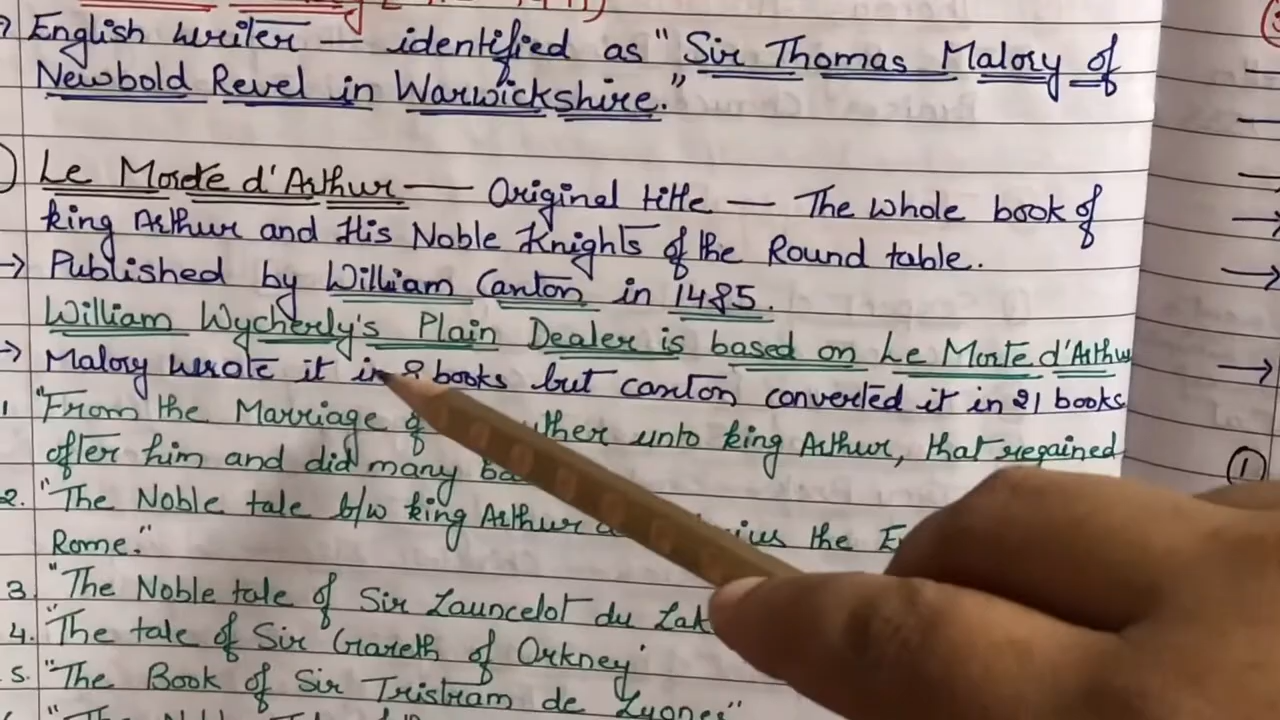 English writer — identified as "Sir Thomas Malory of
Newbold Revel in Warwickshire."
Le Morte d'Arthur — Original title — The whole book of
king Arthur and His Noble Knights of the Round table.
→ Published by William Canton in 1485.
William Wycherly's Plain Dealer is based on Le Morte d'Arthur
→ Malory wrote it in 8 books but canton converted it in 21 books
1 "From the Marriage unto king Arthur, that regained
after him and did many
2. "The Noble tale b/w king Arthur the
Rome."
3 "The Noble tale of Sir Launcelot du Lak
4. "The tale of Sir Gareth of Orkney"
5. "The Book of Sir Tristram de Lyones"
1